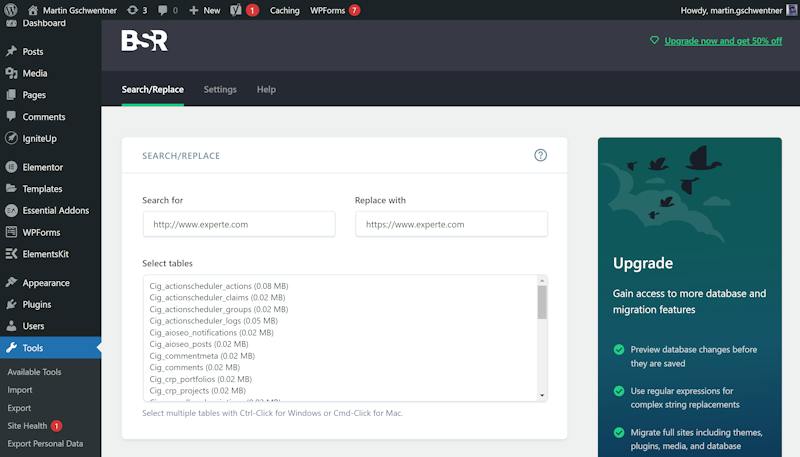 Martin Gschwentner
3
0
New
1
Caching
WPForms 7
Howdy, martin.gschwentner
Dashboard
Posts
Media
Pages
Comments
IgniteUp
Elementor
Templates
Essential Addons
WPForms
ElementsKit
Appearance
Plugins
Users
Tools
Available Tools
Import
Export
Site Health 1
Export Personal Data
BSR
Upgrade now and get 50% off
Search/Replace Settings Help
SEARCH/REPLACE
Search for
http://www.experte.com
Replace with
https://www.experte.com
Select tables
Cig_actionscheduler_actions (0.08 MB)
Cig_actionscheduler_claims (0.02 MB)
Cig_actionscheduler_groups (0.02 MB)
Cig_actionscheduler_logs (0.05 MB)
Cig_aioseo_notifications (0.02 MB)
Cig_aioseo_posts (0.02 MB)
Cig_commentmeta (0.02 MB)
Cig_comments (0.02 MB)
Cig_crp_portfolios (0.02 MB)
Cig_crp_projects (0.02 MB)
Select multiple tables with Ctrl-Click for Windows or Cmd-Click for Mac.
Upgrade
Gain access to more database and
migration features
Preview database changes before
they are saved
Use regular expressions for
complex string replacements
Migrate full sites including themes,
plugins, media, and database